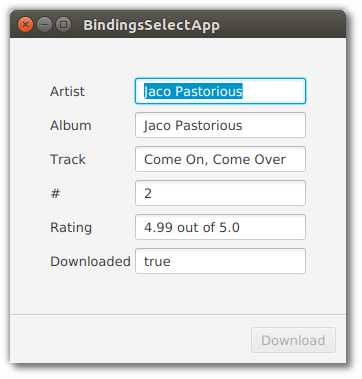 BindingsSelectApp
Artist Jaco Pastorious
Album Jaco Pastorious
Track Come On, Come Over
# 2
Rating 4.99 out of 5.0
Downloaded true
Download